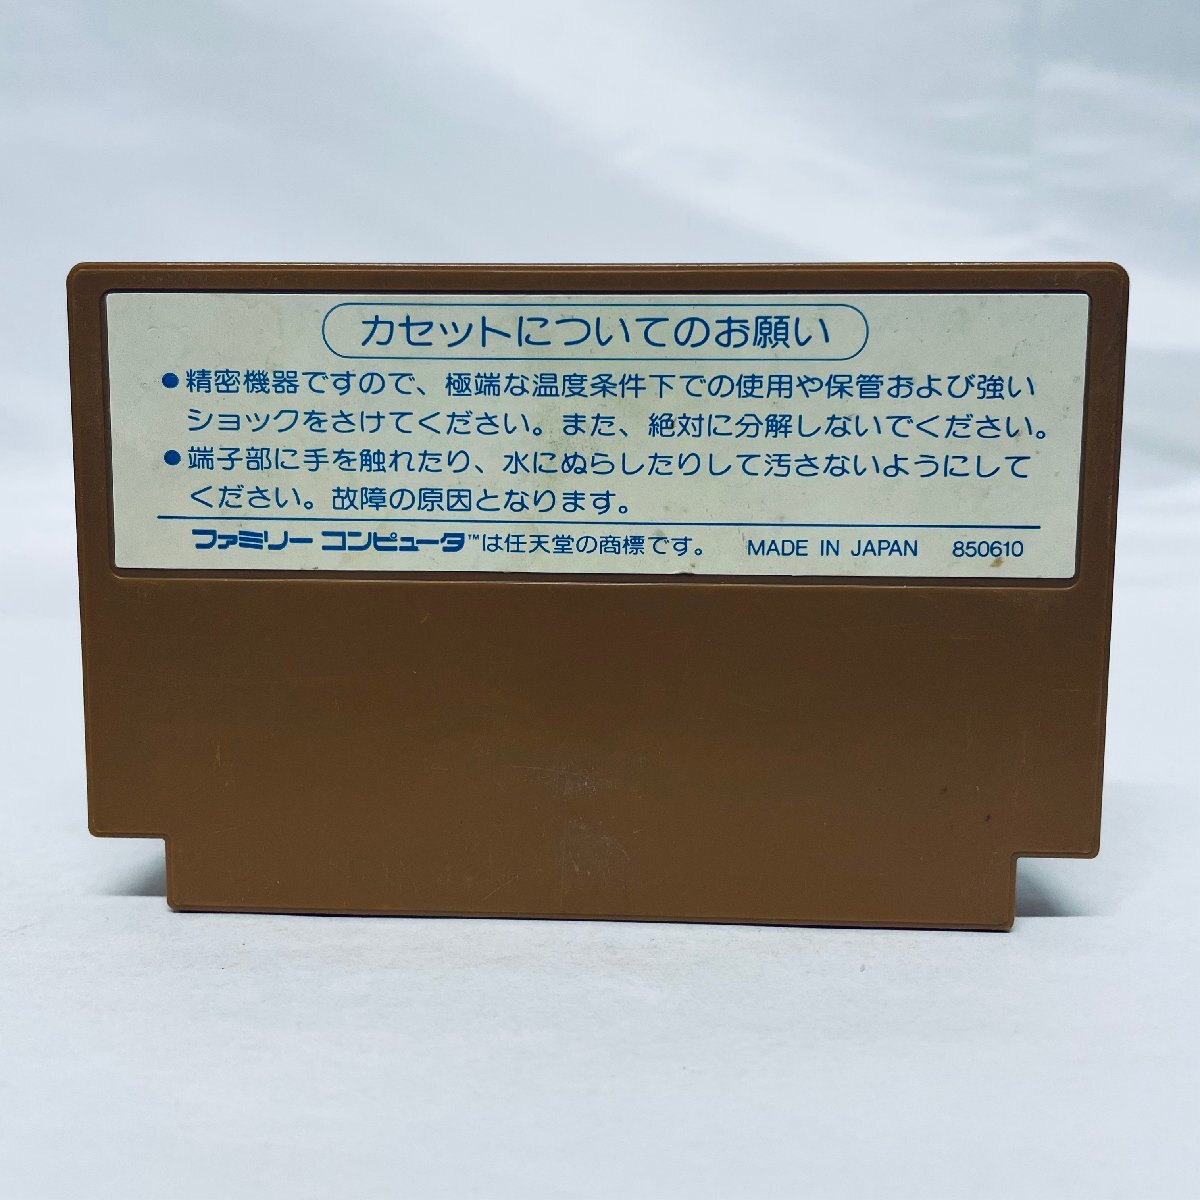 カセットについてのお願い
●精密機器ですので、極端な温度条件下での使用や保管および強い
ショックをさけてください。また、絶対に分解しないでください。
●端子部に手を触れたり、水にぬらしたりして汚さないようにして
ください。故障の原因となります。
ファミリーコンピュータ™は任天堂の商標です。 MADE IN JAPAN 850610